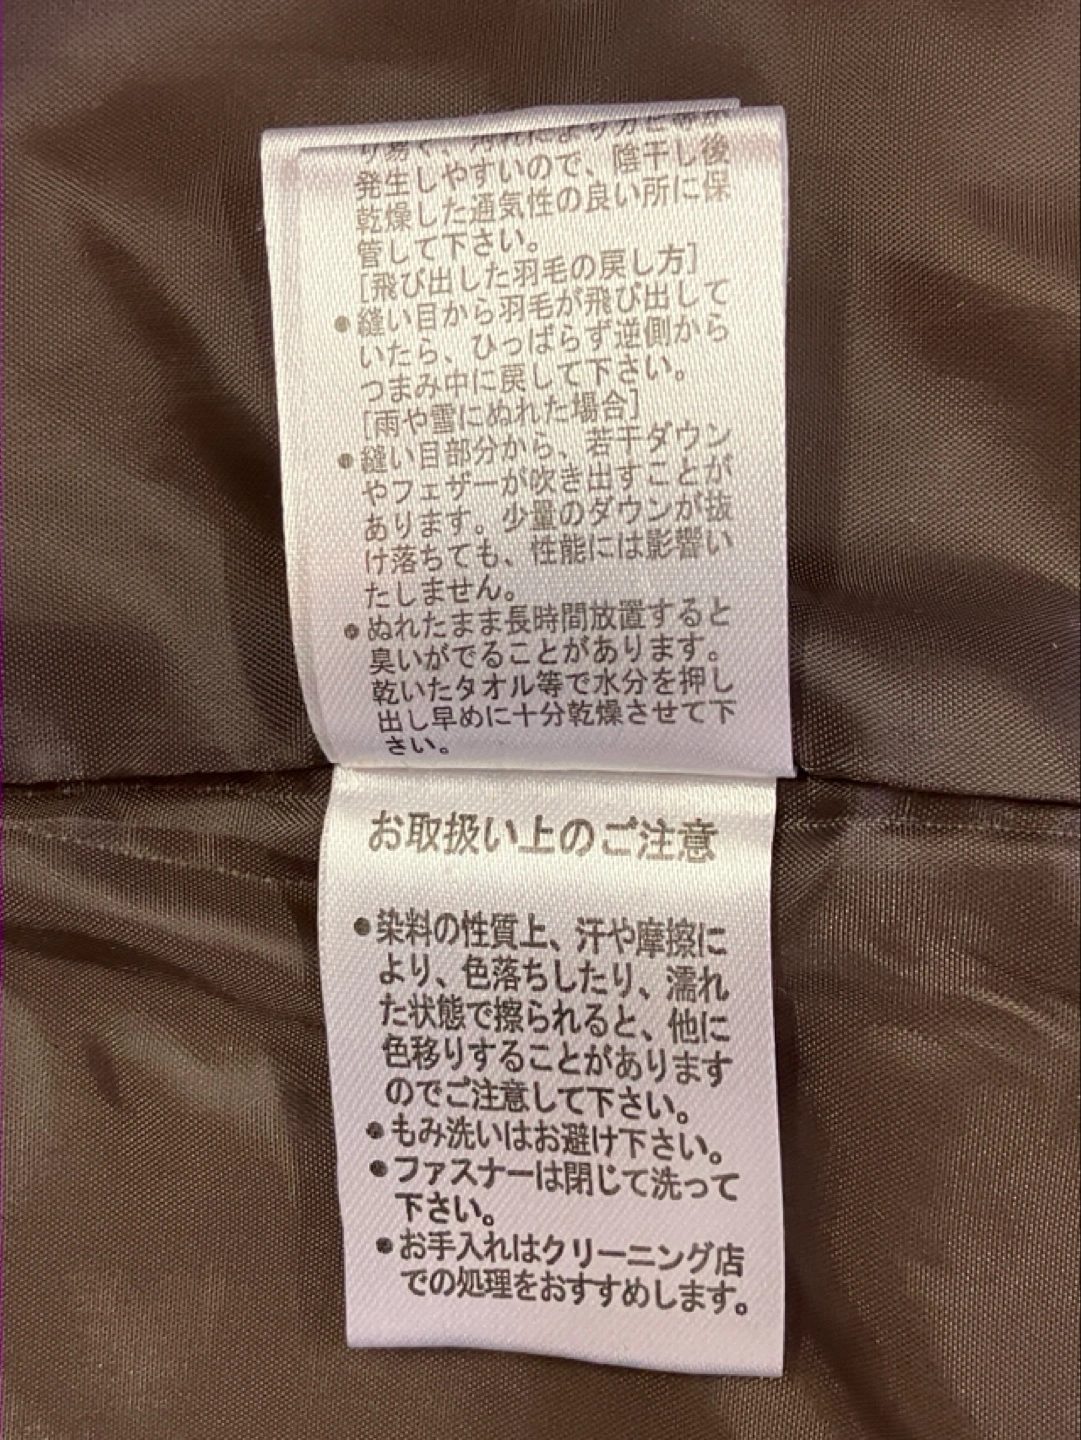 り易く、汚れによりカビ等が
発生しやすいので、陰干し後
乾燥した通気性の良い所に保
管して下さい。
[飛び出した羽毛の戻し方]
●縫い目から羽毛が飛び出して
いたら、ひっぱらず逆側から
つまみ中に戻して下さい。
[雨や雪にぬれた場合]
●縫い目部分から、若干ダウン
やフェザーが吹き出すことが
あります。少量のダウンが抜
け落ちても、性能には影響い
たしません。
●ぬれたまま長時間放置すると
臭いがでることがあります。
乾いたタオル等で水分を押し
出し早めに十分乾燥させて下
さい。
お取扱い上のご注意
●染料の性質上、汗や摩擦に
より、色落ちしたり、濡れ
た状態で擦られると、他に
色移りすることがあります
のでご注意して下さい。
●もみ洗いはお避け下さい。
●ファスナーは閉じて洗って
下さい。
●お手入れはクリーニング店
での処理をおすすめします。